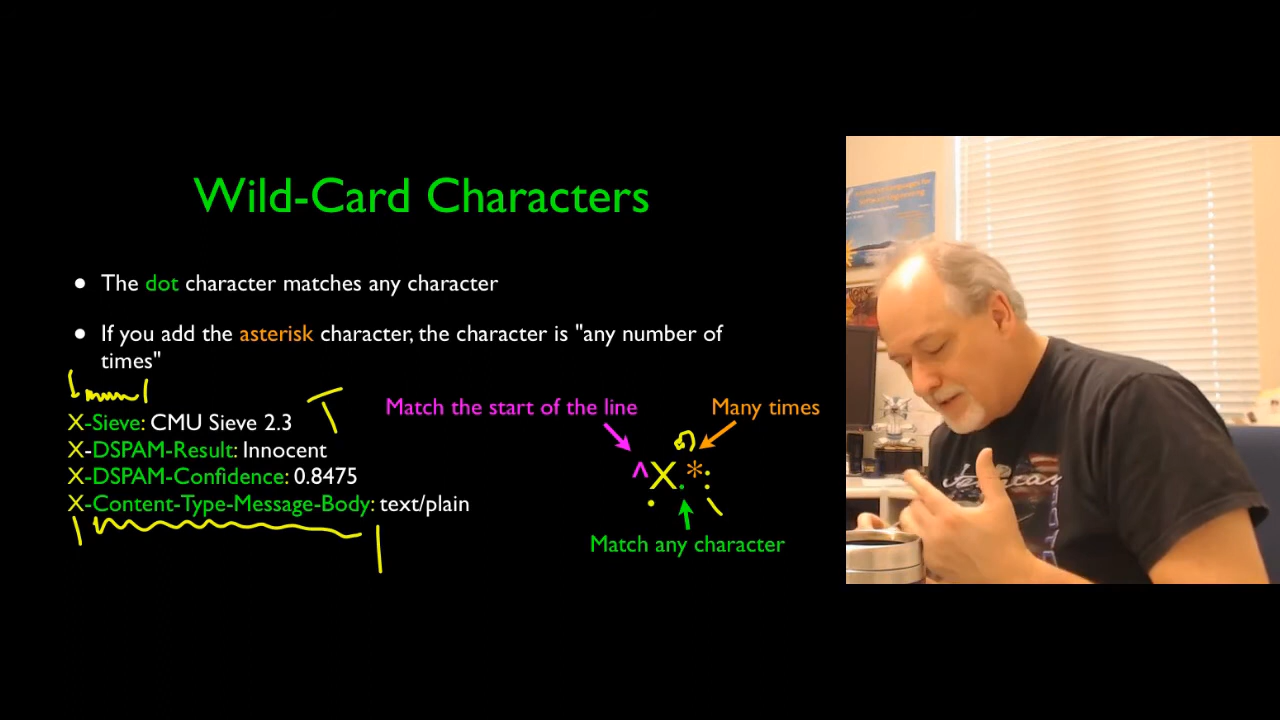 Wild-Card Characters
● The dot character matches any character
● If you add the asterisk character, the character is "any number of
times"
X-Sieve: CMU Sieve 2.3
X-DSPAM-Result: Innocent
X-DSPAM-Confidence: 0.8475
X-Content-Type-Message-Body: text/plain
Match the start of the line
Many times
^X.*:
Match any character